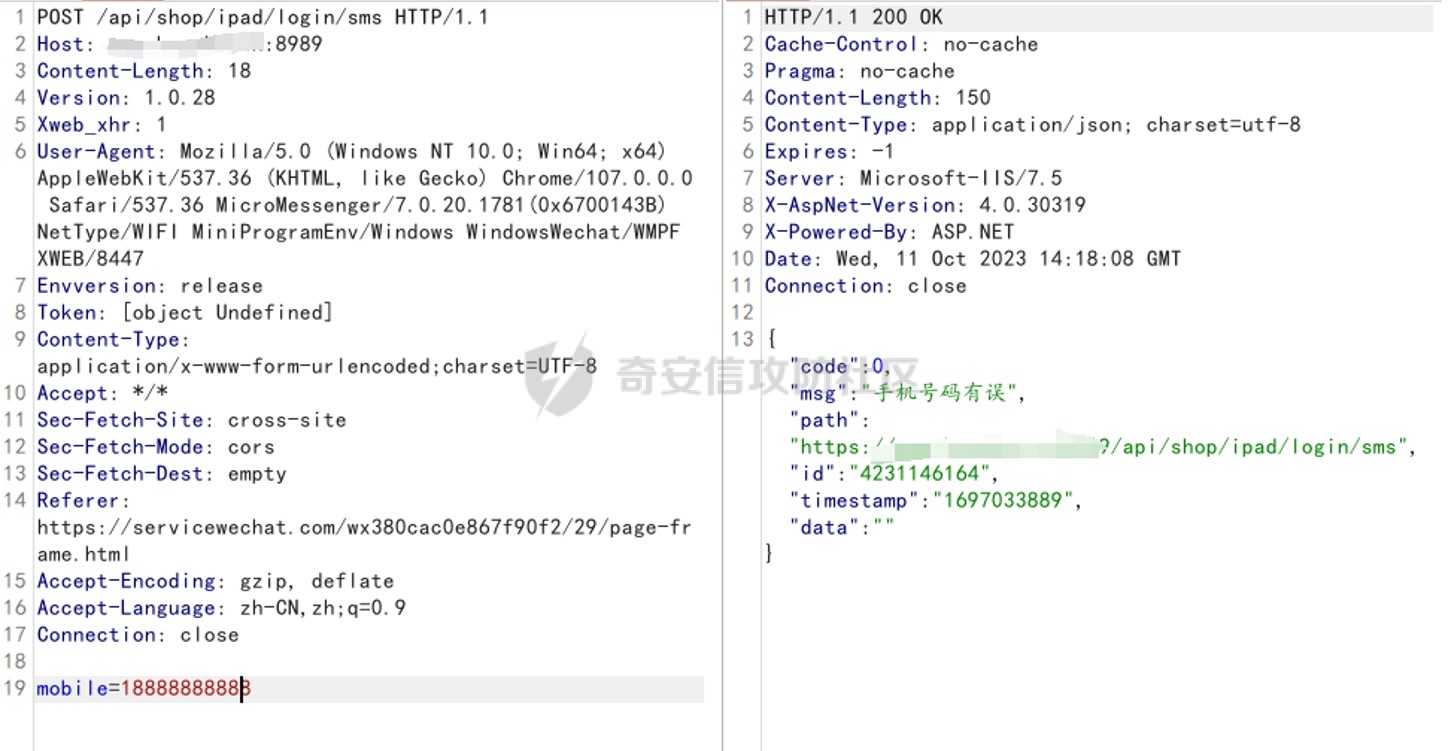 1 POST /api/shop/ipad/login/sms HTTP/1.1
2 Host: :8989
3 Content-Length: 18
4 Version: 1.0.28
5 Xweb_xhr: 1
6 User-Agent: Mozilla/5.0 (Windows NT 10.0; Win64; x64)
AppleWebKit/537.36 (KHTML, like Gecko) Chrome/107.0.0.0
Safari/537.36 MicroMessenger/7.0.20.1781(0x6700143B)
NetType/WIFI MiniProgramEnv/Windows WindowsWechat/WMPF
XWEB/8447
7 Envversion: release
8 Token: [object Undefined]
9 Content-Type:
application/x-www-form-urlencoded;charset=UTF-8
10 Accept: */*
11 Sec-Fetch-Site: cross-site
12 Sec-Fetch-Mode: cors
13 Sec-Fetch-Dest: empty
14 Referer:
https://servicewechat.com/wx380cac0e867f90f2/29/page-fr
ame.html
15 Accept-Encoding: gzip, deflate
16 Accept-Language: zh-CN,zh;q=0.9
17 Connection: close
18
19 mobile=18888888888
1 HTTP/1.1 200 OK
2 Cache-Control: no-cache
3 Pragma: no-cache
4 Content-Length: 150
5 Content-Type: application/json; charset=utf-8
6 Expires: -1
7 Server: Microsoft-IIS/7.5
8 X-AspNet-Version: 4.0.30319
9 X-Powered-By: ASP.NET
10 Date: Wed, 11 Oct 2023 14:18:08 GMT
11 Connection: close
12
13 {
"code":0,
"msg":"手机号码有误",
"path":
"https:/9/api/shop/ipad/login/sms",
"id":"4231146164",
"timestamp":"1697033889",
"data":""
}
奇安信攻防社区